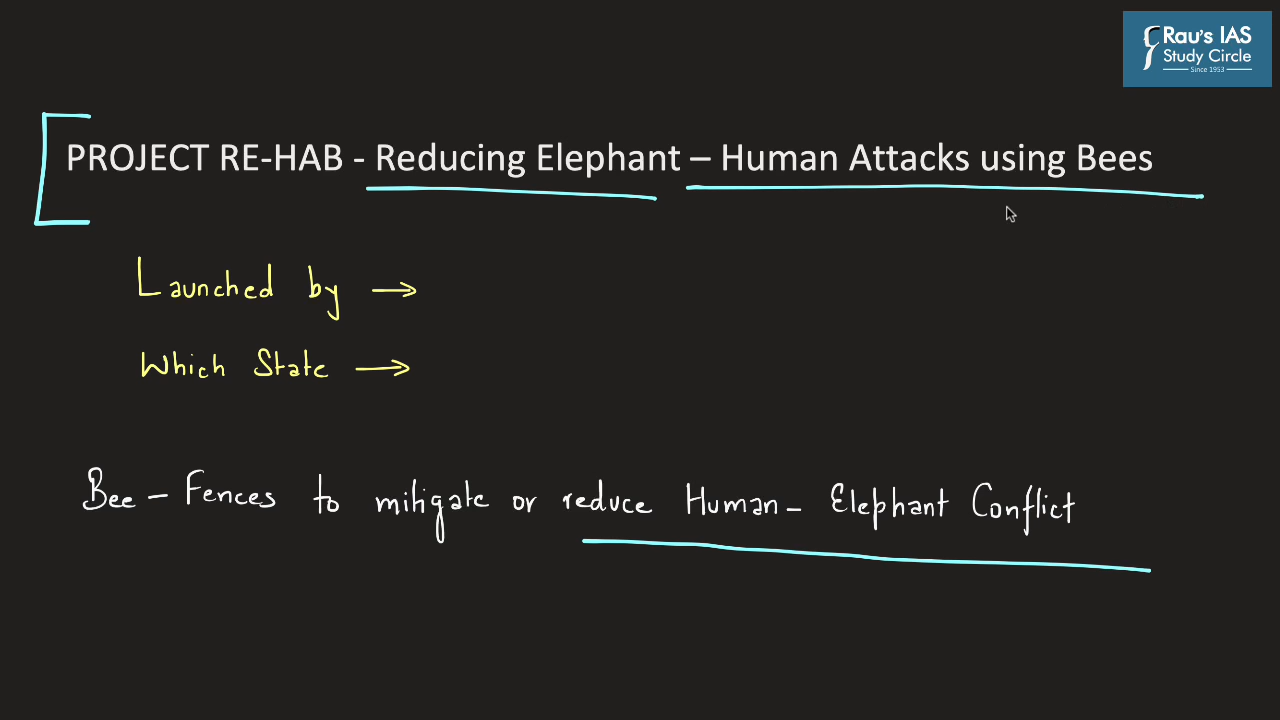 Rau's IAS
Study Circle
Since 1953
PROJECT RE-HAB - Reducing Elephant – Human Attacks using Bees
Launched by →
Which State →
Bee - Fences to mitigate or reduce Human - Elephant Conflict